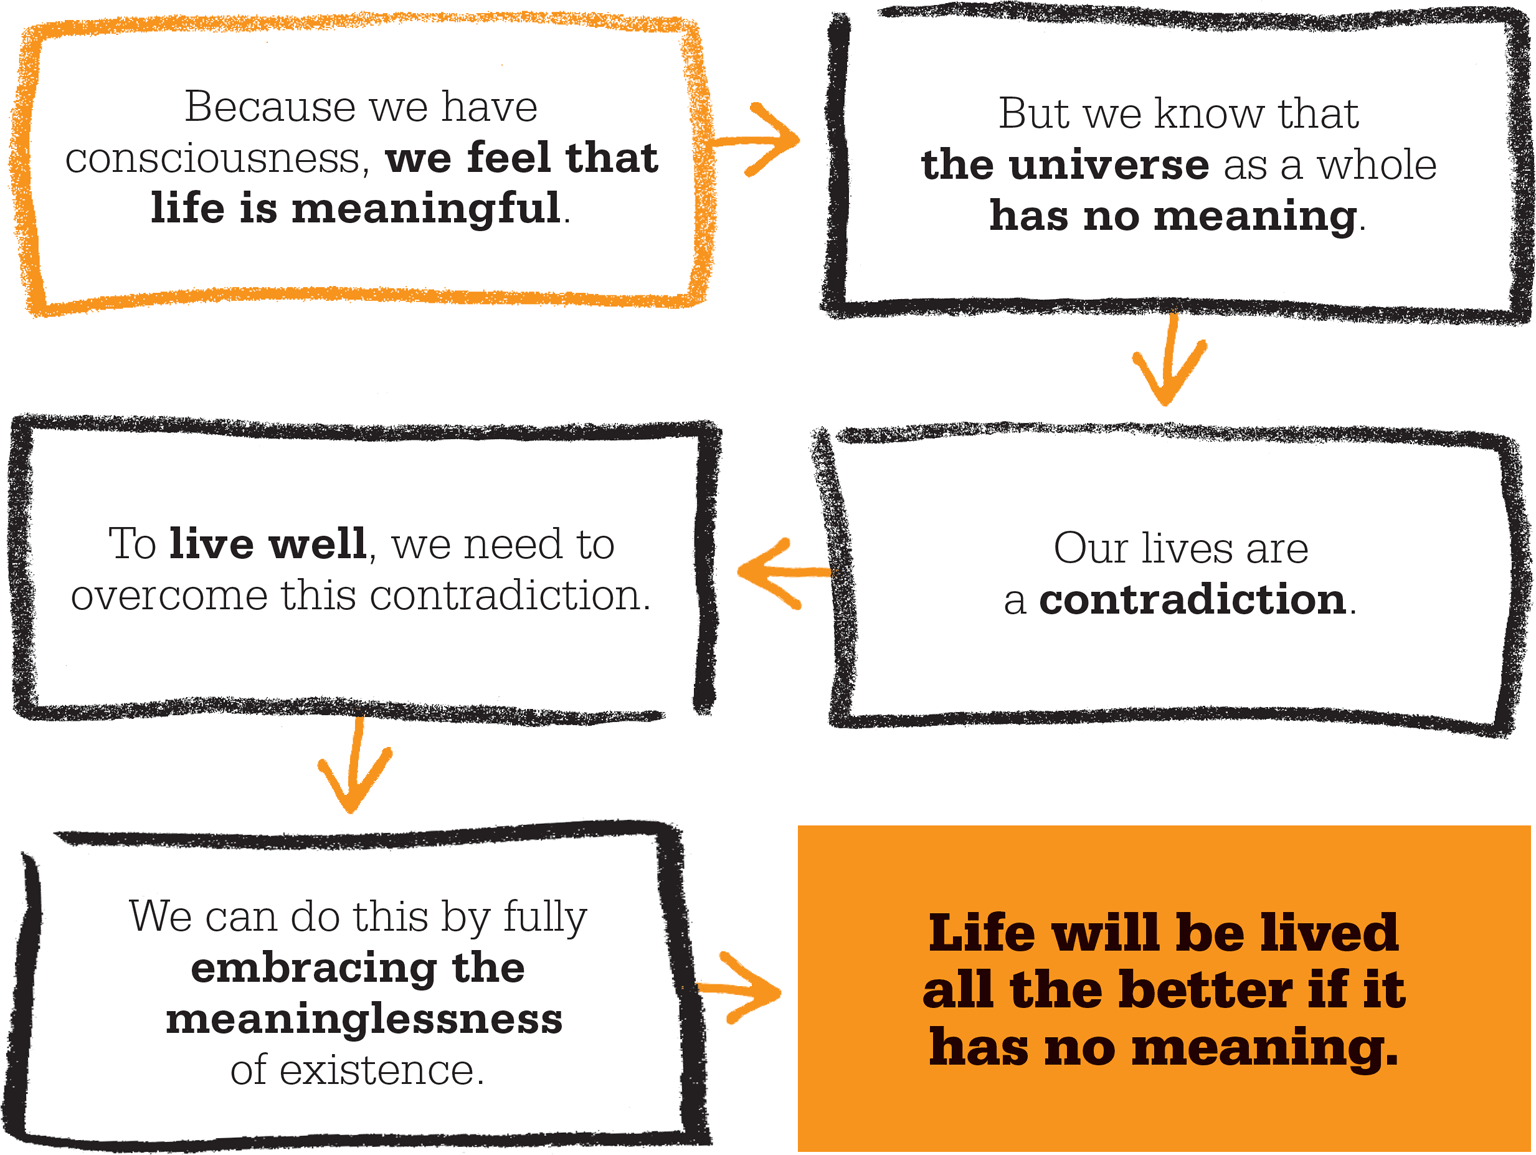 Because we have
consciousness, we feel that
life is meaningful.
But we know that
the universe as a whole
has no meaning.
Our lives are
a contradiction.
To live well, we need to
overcome this contradiction.
We can do this by fully
embracing the
meaninglessness
of existence.
Life will be lived
all the better if it
has no meaning.